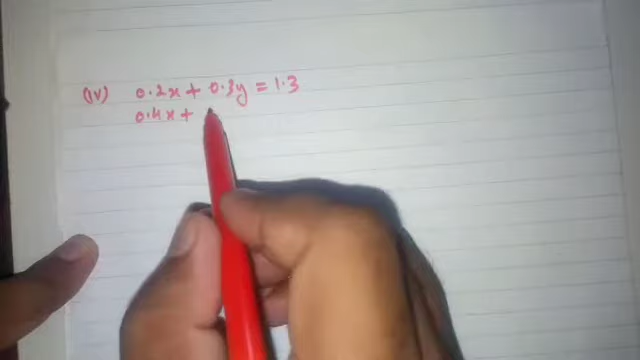 (iv) 0.2x + 0.3y = 1.3
0.4x +